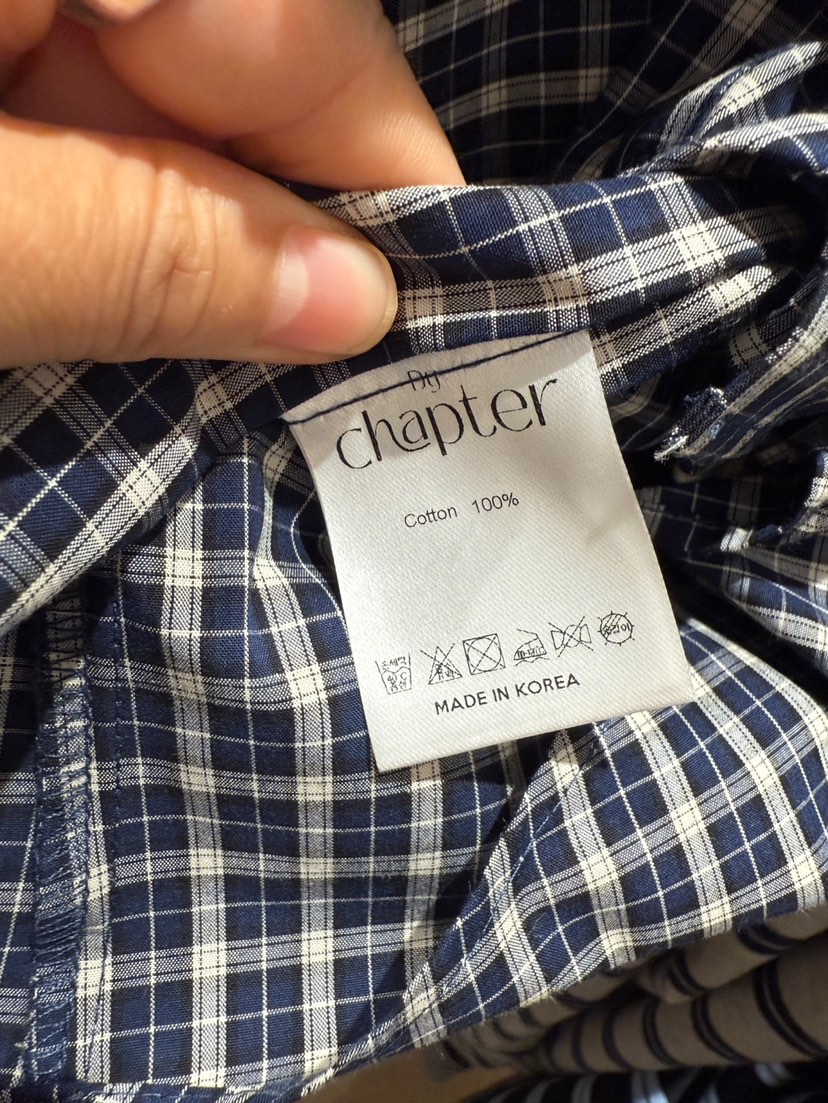 by
chapter
Cotton 100%
MADE IN KOREA